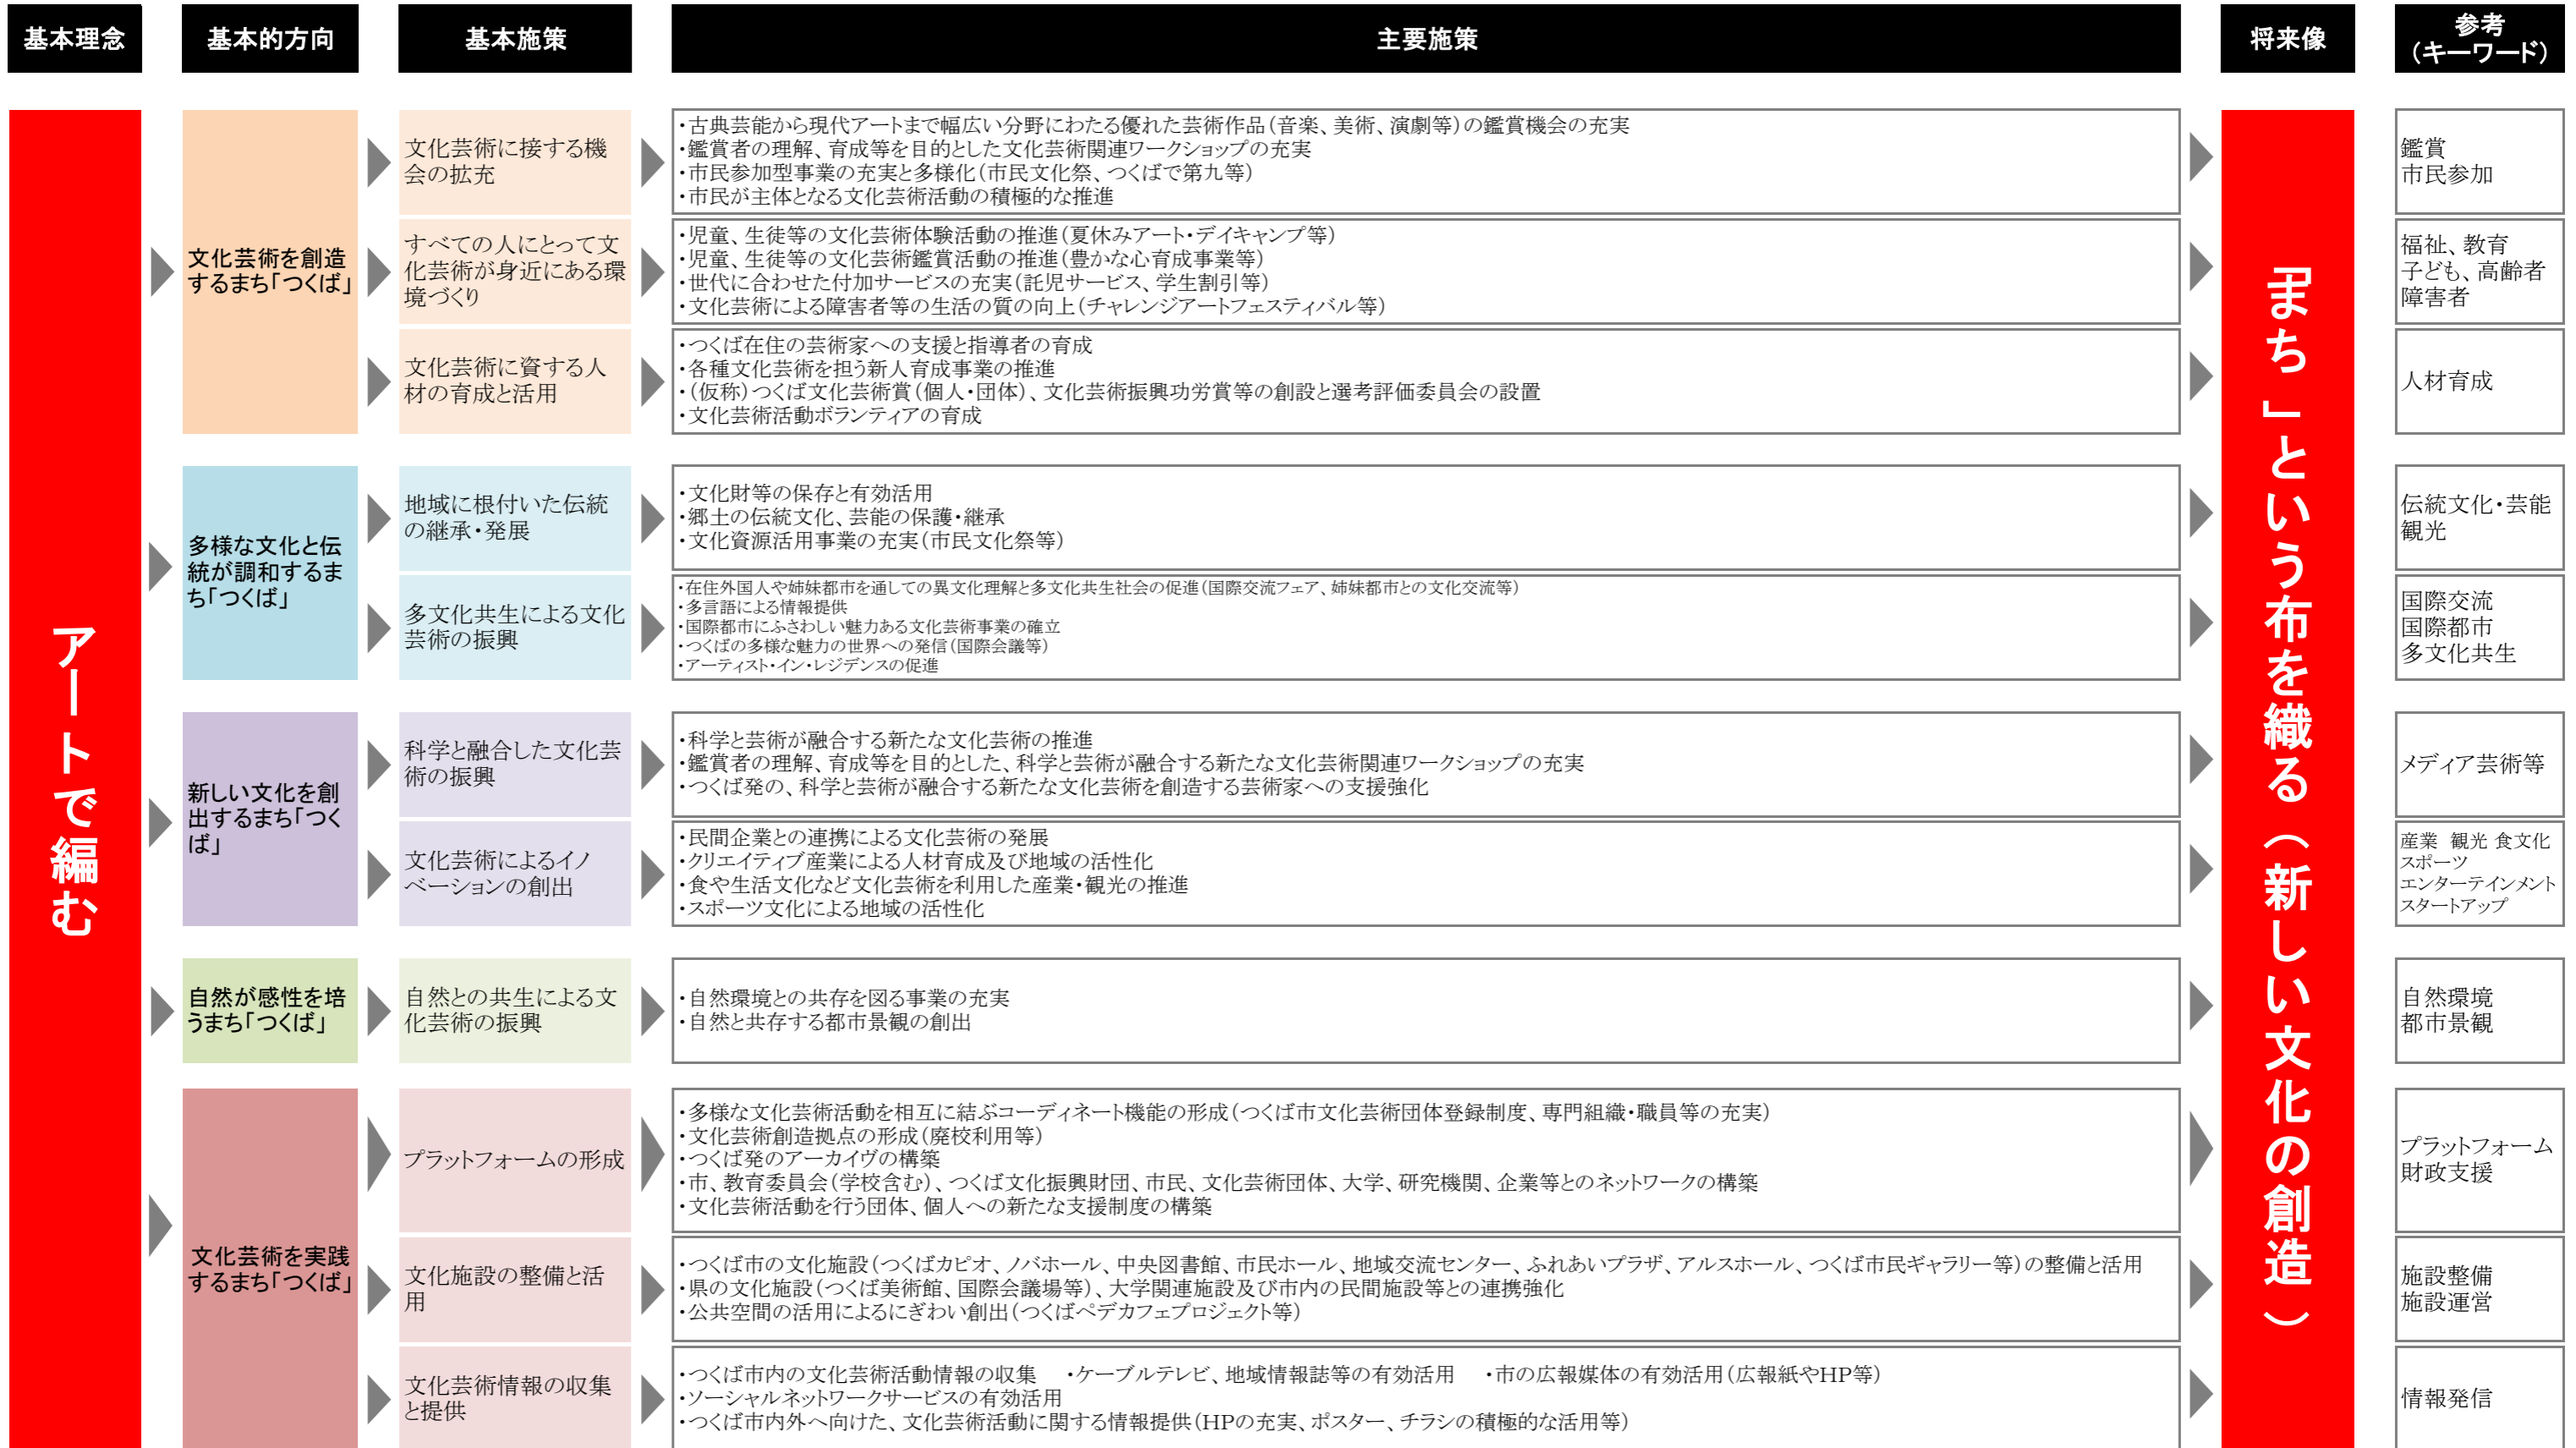 基本理念
基本的方向
基本施策
主要施策
将来像
参考
（キーワード）
アートで編む
文化芸術を創造
するまち「つくば」
文化芸術に接する機
会の拡充
・古典芸能から現代アートまで幅広い分野にわたる優れた芸術作品（音楽、美術、演劇等）の鑑賞機会の充実
・鑑賞者の理解、育成等を目的とした文化芸術関連ワークショップの充実
・市民参加型事業の充実と多様化（市民文化祭、つくばで第九等）
・市民が主体となる文化芸術活動の積極的な推進
鑑賞
市民参加
すべての人にとって文
化芸術が身近にある環
境づくり
・児童、生徒等の文化芸術体験活動の推進（夏休みアート・デイキャンプ等）
・児童、生徒等の文化芸術鑑賞活動の推進（豊かな心育成事業等）
・世代に合わせた付加サービスの充実（託児サービス、学生割引等）
・文化芸術による障害者等の生活の質の向上（チャレンジアートフェスティバル等）
福祉、教育
子ども、高齢者
障害者
文化芸術に資する人
材の育成と活用
・つくば在住の芸術家への支援と指導者の育成
・各種文化芸術を担う新人育成事業の推進
・（仮称）つくば文化芸術賞（個人・団体）、文化芸術振興功労賞等の創設と選考評価委員会の設置
・文化芸術活動ボランティアの育成
人材育成
多様な文化と伝
統が調和するま
ち「つくば」
地域に根付いた伝統
の継承・発展
・文化財等の保存と有効活用
・郷土の伝統文化、芸能の保護・継承
・文化資源活用事業の充実（市民文化祭等）
伝統文化・芸能
観光
多文化共生による文化
芸術の振興
・在住外国人や姉妹都市を通しての異文化理解と多文化共生社会の促進（国際交流フェア、姉妹都市との文化交流等）
・多言語による情報提供
・国際都市にふさわしい魅力ある文化芸術事業の確立
・つくばの多様な魅力の世界への発信（国際会議等）
・アーティスト・イン・レジデンスの促進
国際交流
国際都市
多文化共生
新しい文化を創
出するまち「つく
ば」
科学と融合した文化芸
術の振興
・科学と芸術が融合する新たな文化芸術の推進
・鑑賞者の理解、育成等を目的とした、科学と芸術が融合する新たな文化芸術関連ワークショップの充実
・つくば発の、科学と芸術が融合する新たな文化芸術を創造する芸術家への支援強化
メディア芸術等
文化芸術によるイノ
ベーションの創出
・民間企業との連携による文化芸術の発展
・クリエイティブ産業による人材育成及び地域の活性化
・食や生活文化など文化芸術を利用した産業・観光の推進
・スポーツ文化による地域の活性化
産業　観光 食文化
スポーツ
エンターテインメント
スタートアップ
自然が感性を培
うまち「つくば」
自然との共生による文
化芸術の振興
・自然環境との共存を図る事業の充実
・自然と共存する都市景観の創出
自然環境
都市景観
文化芸術を実践
するまち「つくば」
プラットフォームの形成
・多様な文化芸術活動を相互に結ぶコーディネート機能の形成（つくば市文化芸術団体登録制度、専門組織・職員等の充実）
・文化芸術創造拠点の形成（廃校利用等）
・つくば発のアーカイヴの構築
・市、教育委員会（学校含む）、つくば文化振興財団、市民、文化芸術団体、大学、研究機関、企業等とのネットワークの構築
・文化芸術活動を行う団体、個人への新たな支援制度の構築
プラットフォーム
財政支援
文化施設の整備と活
用
・つくば市の文化施設（つくばカピオ、ノバホール、中央図書館、市民ホール、地域交流センター、ふれあいプラザ、アルスホール、つくば市民ギャラリー等）の整備と活用
・県の文化施設（つくば美術館、国際会議場等）、大学関連施設及び市内の民間施設等との連携強化
・公共空間の活用によるにぎわい創出（つくばペデカフェプロジェクト等）
施設整備
施設運営
文化芸術情報の収集
と提供
・つくば市内の文化芸術活動情報の収集　・ケーブルテレビ、地域情報誌等の有効活用　・市の広報媒体の有効活用（広報紙やHP等）
・ソーシャルネットワークサービスの有効活用
・つくば市内外へ向けた、文化芸術活動に関する情報提供（HPの充実、ポスター、チラシの積極的な活用等）
情報発信
「まち」という布を織る（新しい文化の創造）